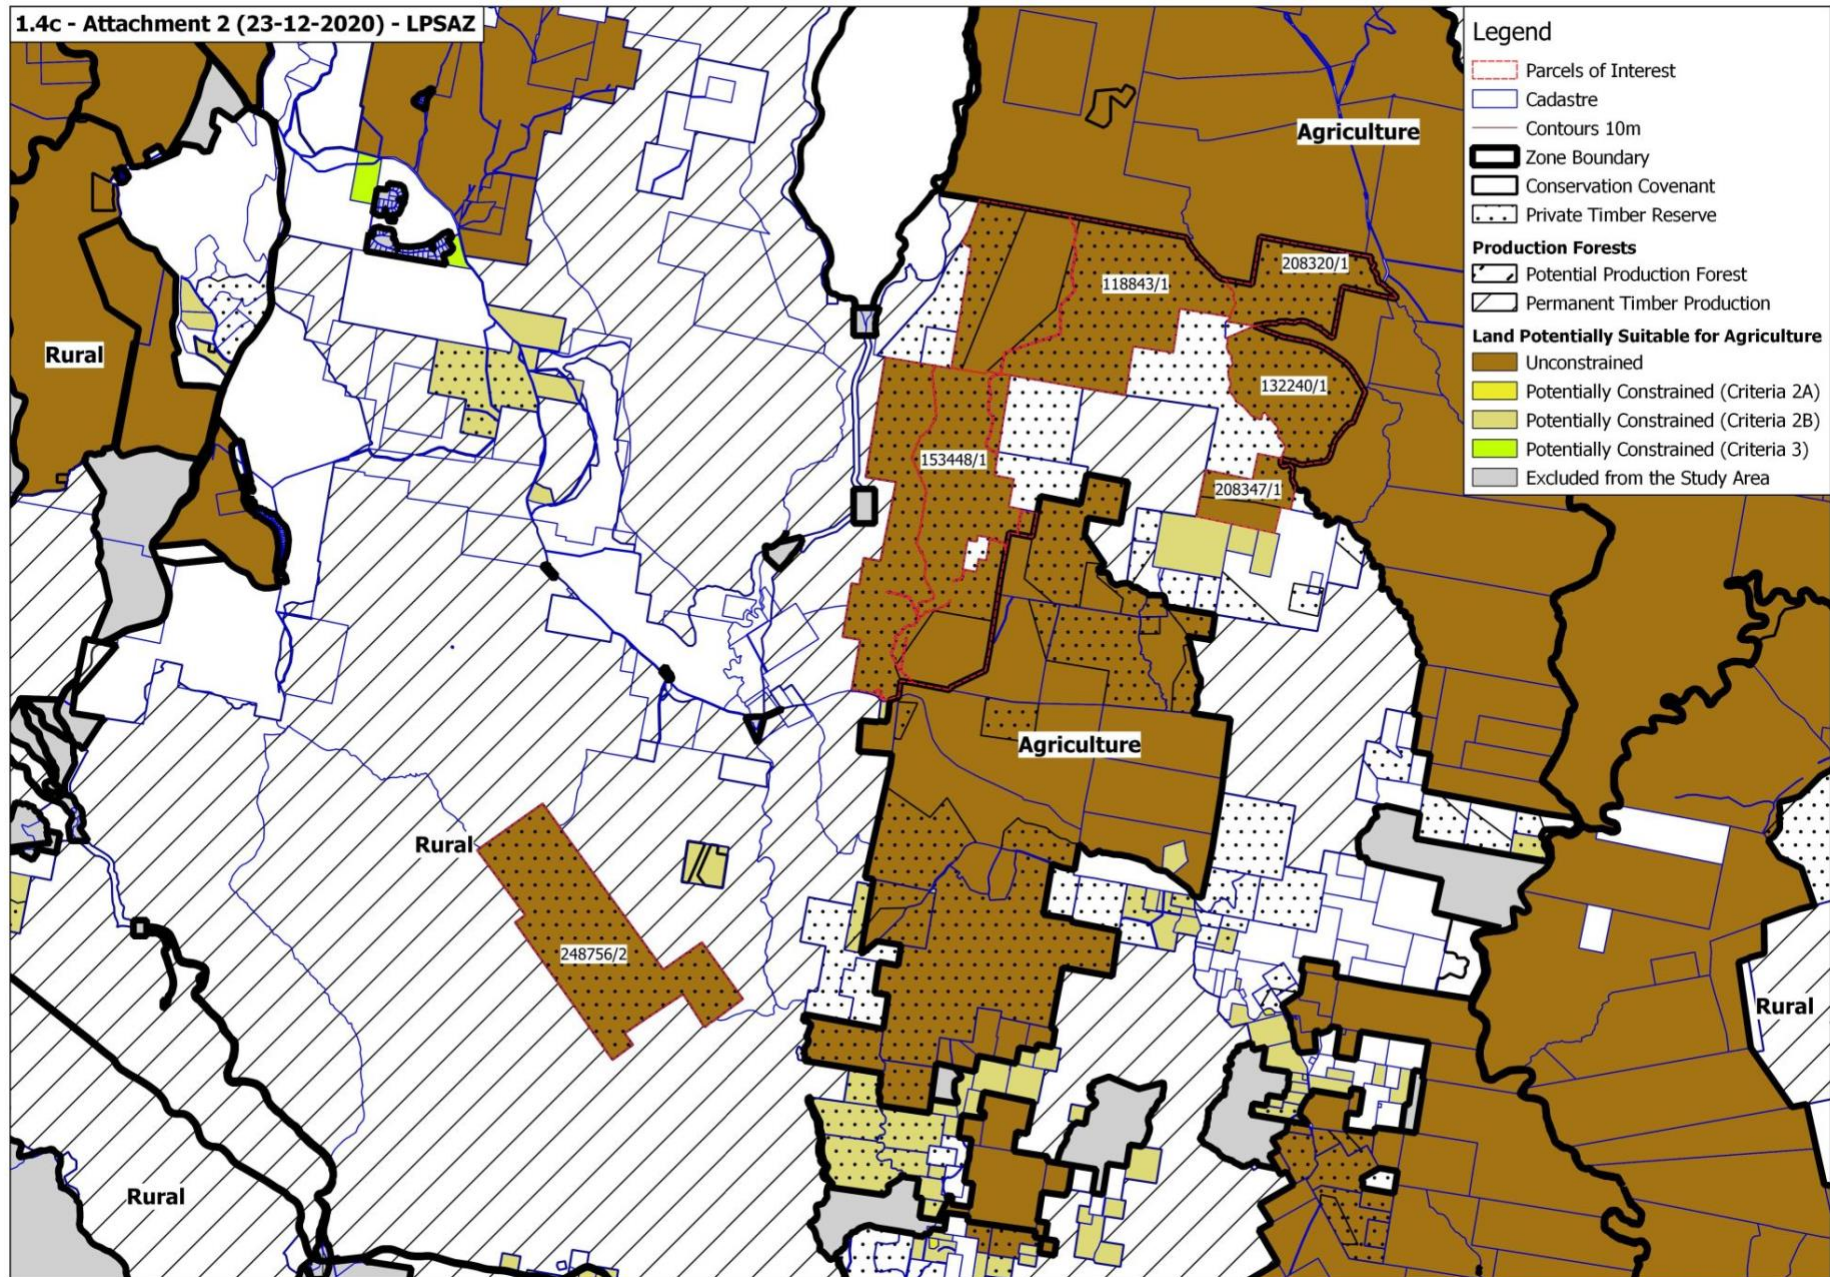 1.4c - Attachment 2 (23-12-2020) - LPSAZ
Legend
Parcels of Interest
Cadastre
Contours 10m
Zone Boundary
Conservation Covenant
Private Timber Reserve
Production Forests
Potential Production Forest
Permanent Timber Production
Land Potentially Suitable for Agriculture
Unconstrained
Potentially Constrained (Criteria 2A)
Potentially Constrained (Criteria 2B)
Potentially Constrained (Criteria 3)
Excluded from the Study Area
Agriculture
208320/1
118843/1
Rural
132240/1
153448/1
208347/1
Agriculture
Rural
248756/2
Rural
Rural